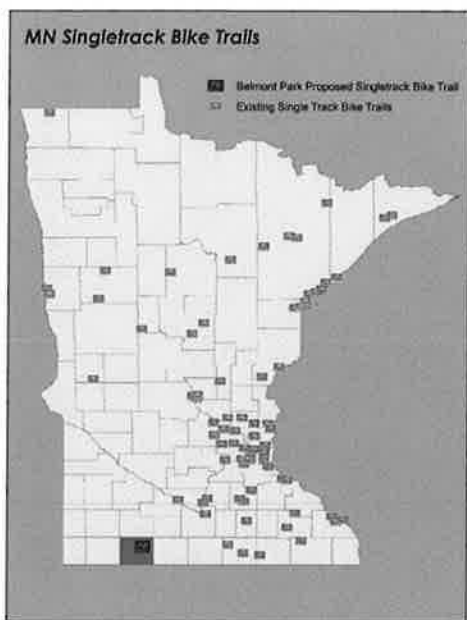 MN Singletrack Bike Trails
Belmont Park Proposed Singletrack Bike Trail
Existing Single Track Bike Trails